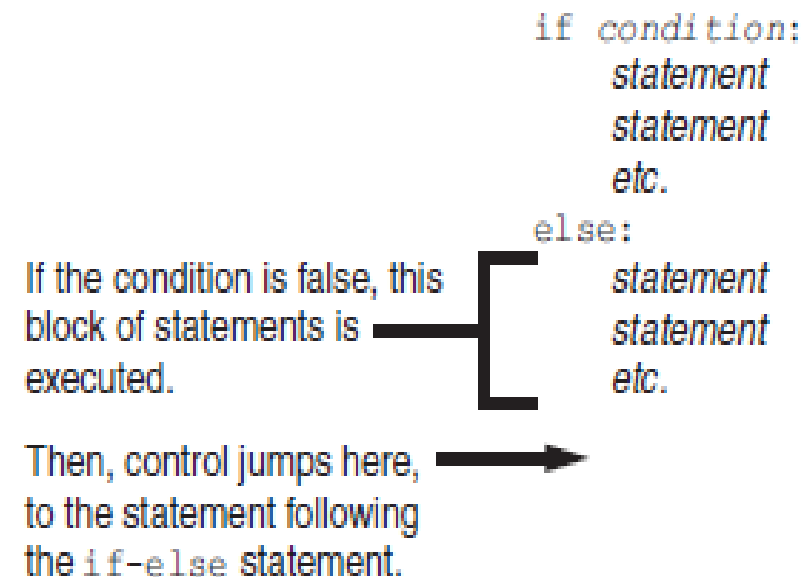 if condition:
statement
statement
etc.
else:
statement
statement
etc.
If the condition is false, this
block of statements is
executed.
Then, control jumps here,
to the statement following
the if-else statement.